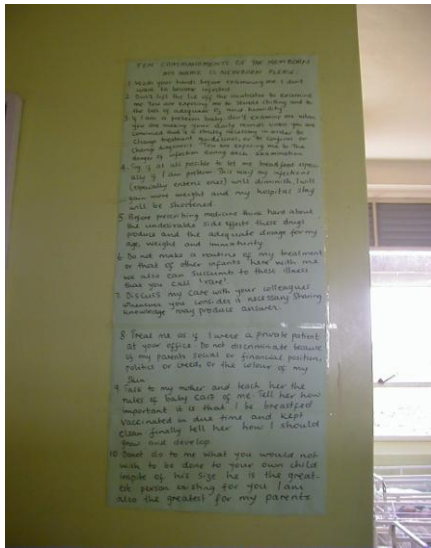 TEN COMMANDMENTS OF THE NEWBORN
MY NAME IS NEWBORN PLEASE:
1. Wash your hands before examining me I don't
want to become infected
2. Don't lift the lid off the incubator to examine
me. You are exposing me to severe chilling and to
the lack of adequate O2 and humidity
3. If I am a preterm baby, don't examine me when
you are making your daily rounds unless you are
convinced that is strictly necessary in order to
change treatment guidelines, or to confirm or
change diagnosis. You are exposing me to the
danger of infection during each examination
4. Try if at all possible to let me breastfeed especi-
ally if I am preterm This way my infections
(especially enteric ones) will diminish, I will
gain more weight and my hospital stay
will be shortened
5. Before prescribing medicine think hard about
the undesirable side effects these drugs
produce and the adequate dosage for my
age, weight and immaturity
6. Do not make a routine of my treatment
or that of other infants here with me
we also can succumb to these illness
that you call "rare"
7. Discuss my care with your colleagues
whenever you consider it necessary Sharing
knowledge may produce answer.
8 Treat me as if I were a private patient
at your office. Do not discriminate because
of my parents social or financial position,
politics or creed, or the colour of my
Skin
9 Talk to my mother and teach her the
rules of baby care of me. Tell her how
important it is that I be breastfed
vaccinated in due time and kept
clean finally tell her how I should
grow and develop
10 Donot do to me what you would not
wish to be done to your own child
inspite of his size he is the great-
est person existing for you I am
also the greatest for my parents